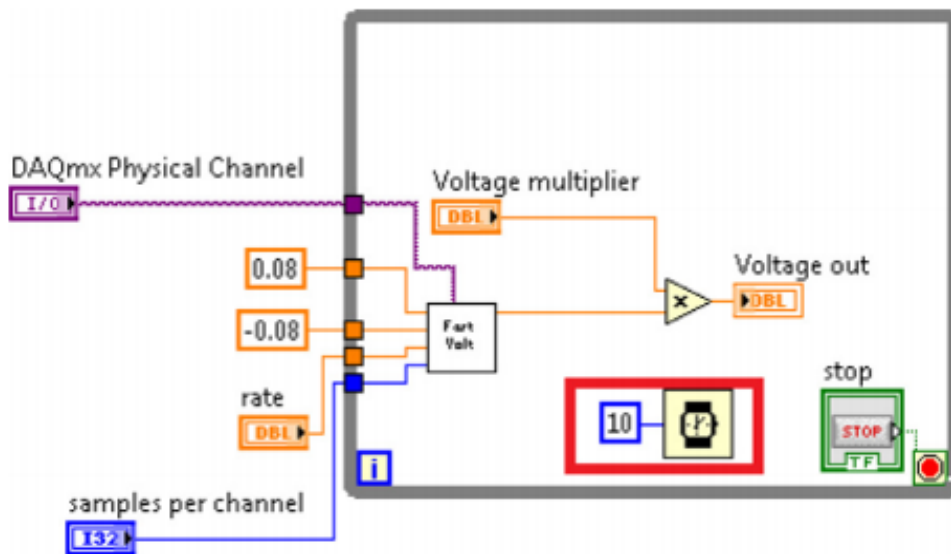 DAQmx Physical Channel
I/O
Voltage multiplier
DBL
0.08
Voltage out
DBL
x
-0.08
Fast
Volt
rate
DBL
10
stop
STOP
TF
i
samples per channel
I32